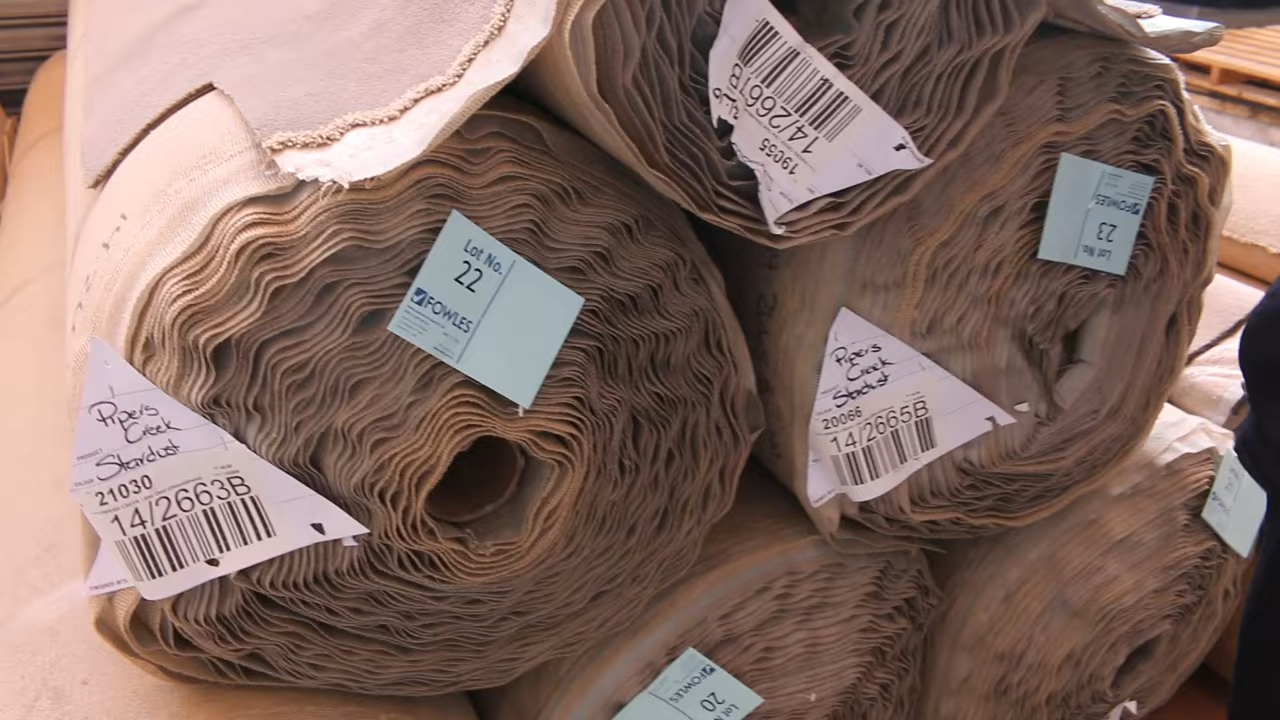 14/2661B
19055
Lot No.
23
FOWLES
Lot No.
22
FOWLES
Pipers
Creek
Stardust
20066
14/2665B
Pipers
Creek
Stardust
21030
14/2663B
FOWLES
20
Lot No.